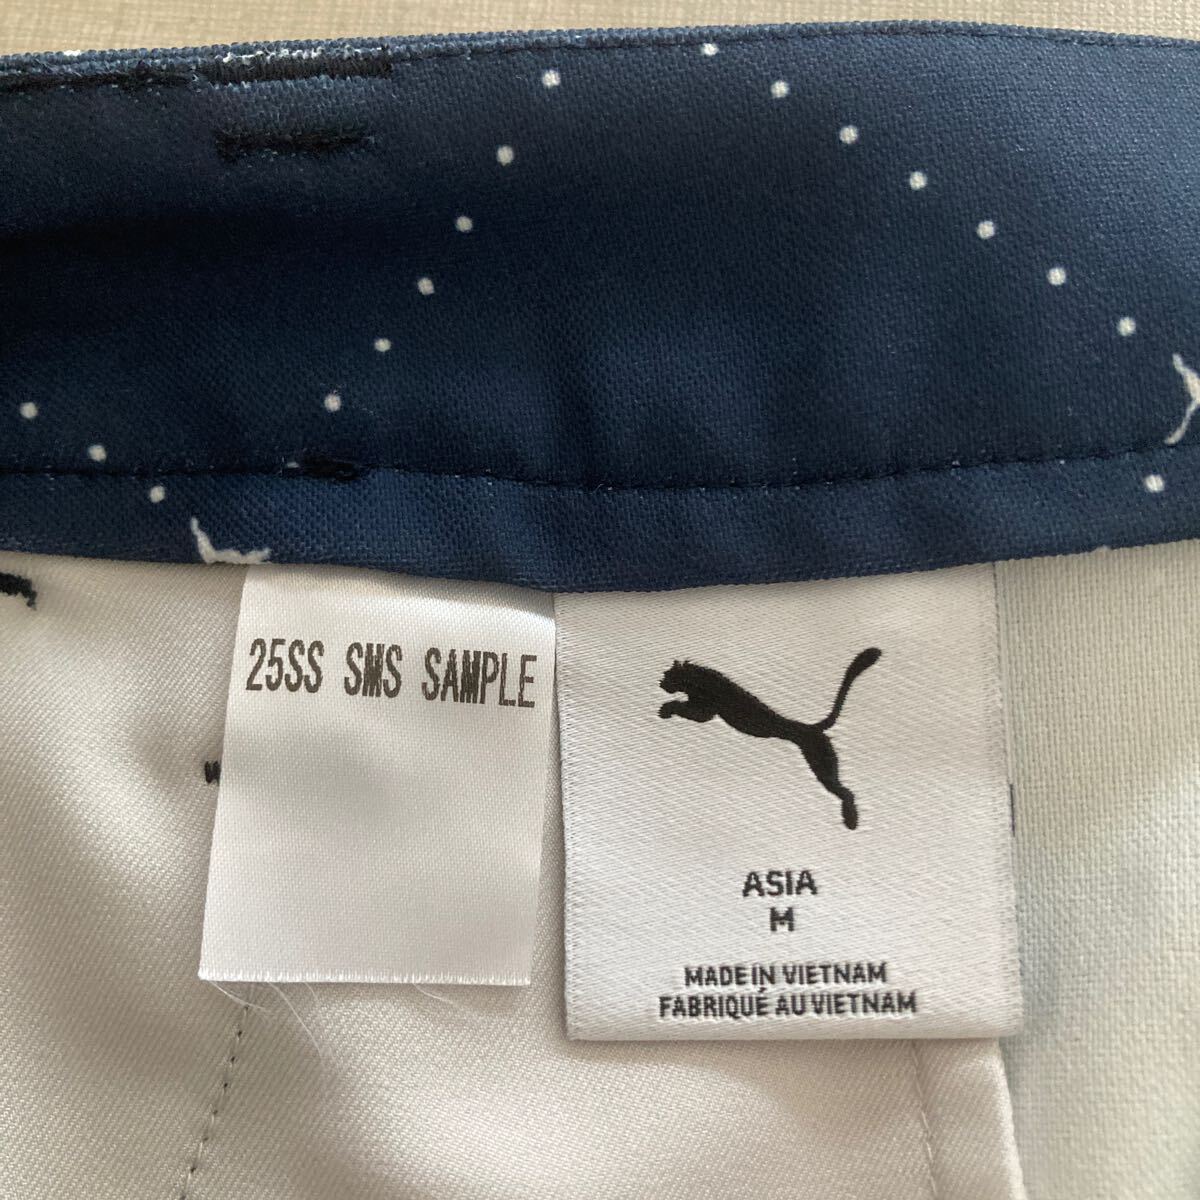 25SS SMS SAMPLE
ASIA
M
MADE IN VIETNAM
FABRIQUÉ AU VIETNAM